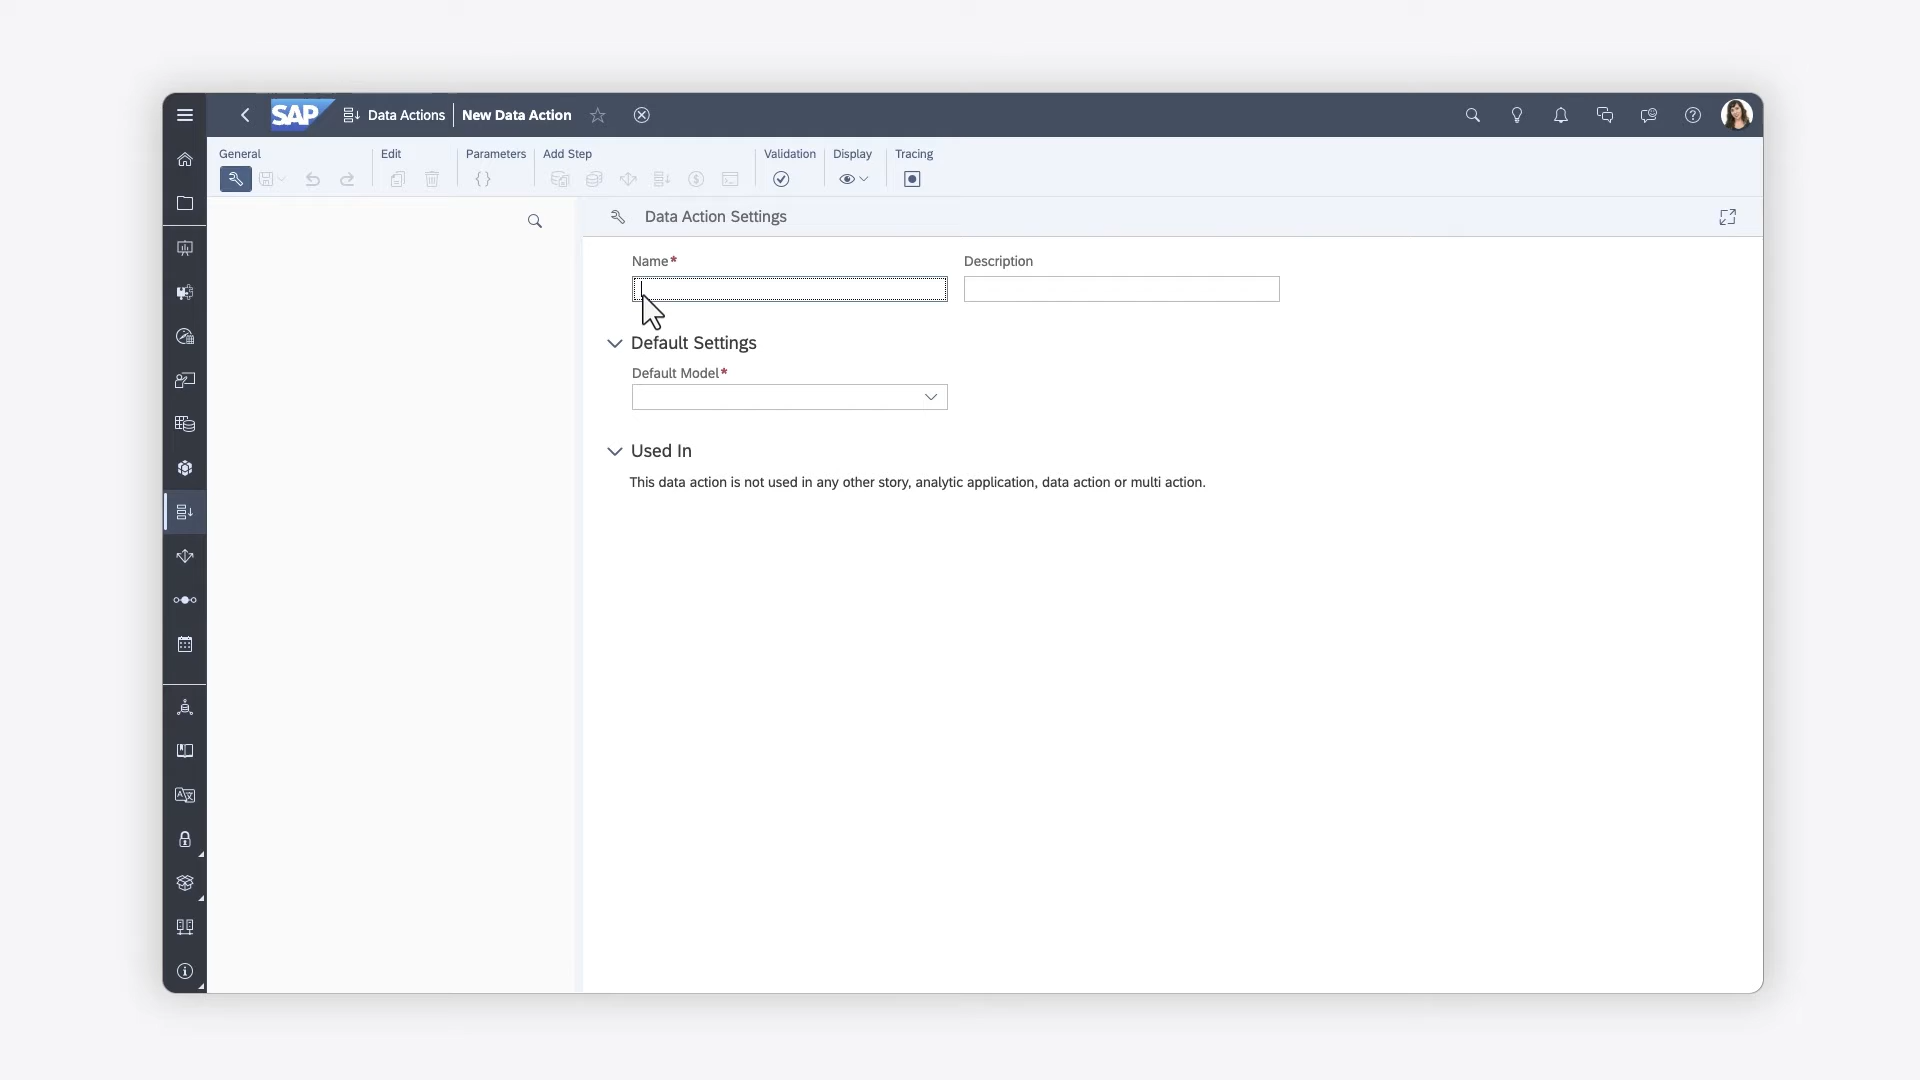 SAP Data Actions New Data Action
General Edit Parameters Add Step Validation Display Tracing
Data Action Settings
Name* Description
Default Settings
Default Model*
Used In
This data action is not used in any other story, analytic application, data action or multi action.